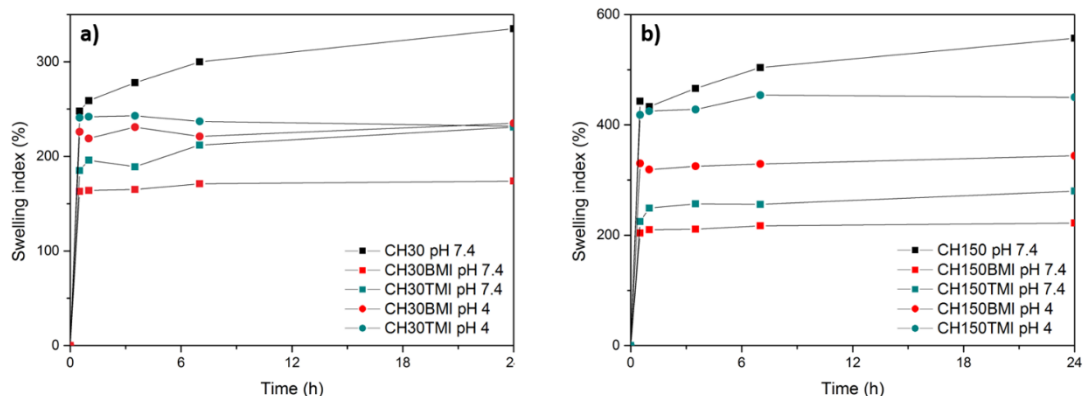 a)
Swelling index (%)
300
200
100
0
0
6
12
18
2
Time (h)
CH30 pH 7.4
CH30BMI pH 7.4
CH30TMI pH 7.4
CH30BMI pH 4
CH30TMI pH 4
b)
Swelling index (%)
600
400
200
0
0
6
12
18
24
Time (h)
CH150 pH 7.4
CH150BMI pH 7.4
CH150TMI pH 7.4
CH150BMI pH 4
CH150TMI pH 4